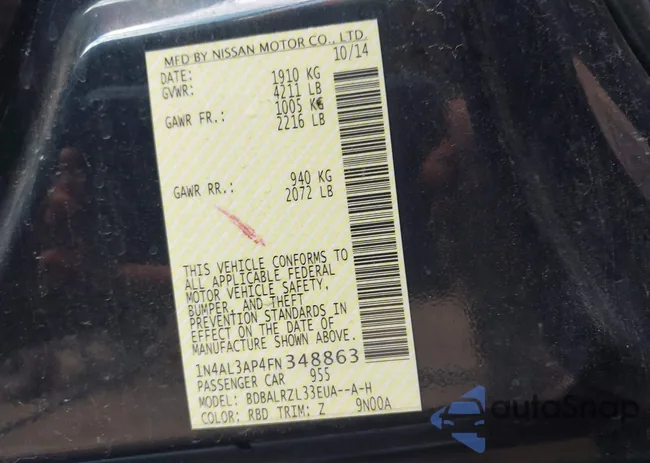 MFD BY NISSAN MOTOR CO., LTD.
DATE: 10/14
GVWR: 1910 KG
4211 LB
GAWR FR.: 1005 KG
2216 LB
GAWR RR.: 940 KG
2072 LB
THIS VEHICLE CONFORMS TO
ALL APPLICABLE FEDERAL
MOTOR VEHICLE SAFETY,
BUMPER, AND THEFT
PREVENTION STANDARDS IN
EFFECT ON THE DATE OF
MANUFACTURE SHOWN ABOVE.
1N4AL3AP4FN348863
PASSENGER CAR 955
MODEL: BDBALRZL33EUA--A-H
COLOR: RBD TRIM: Z 9N00A
autoSnap